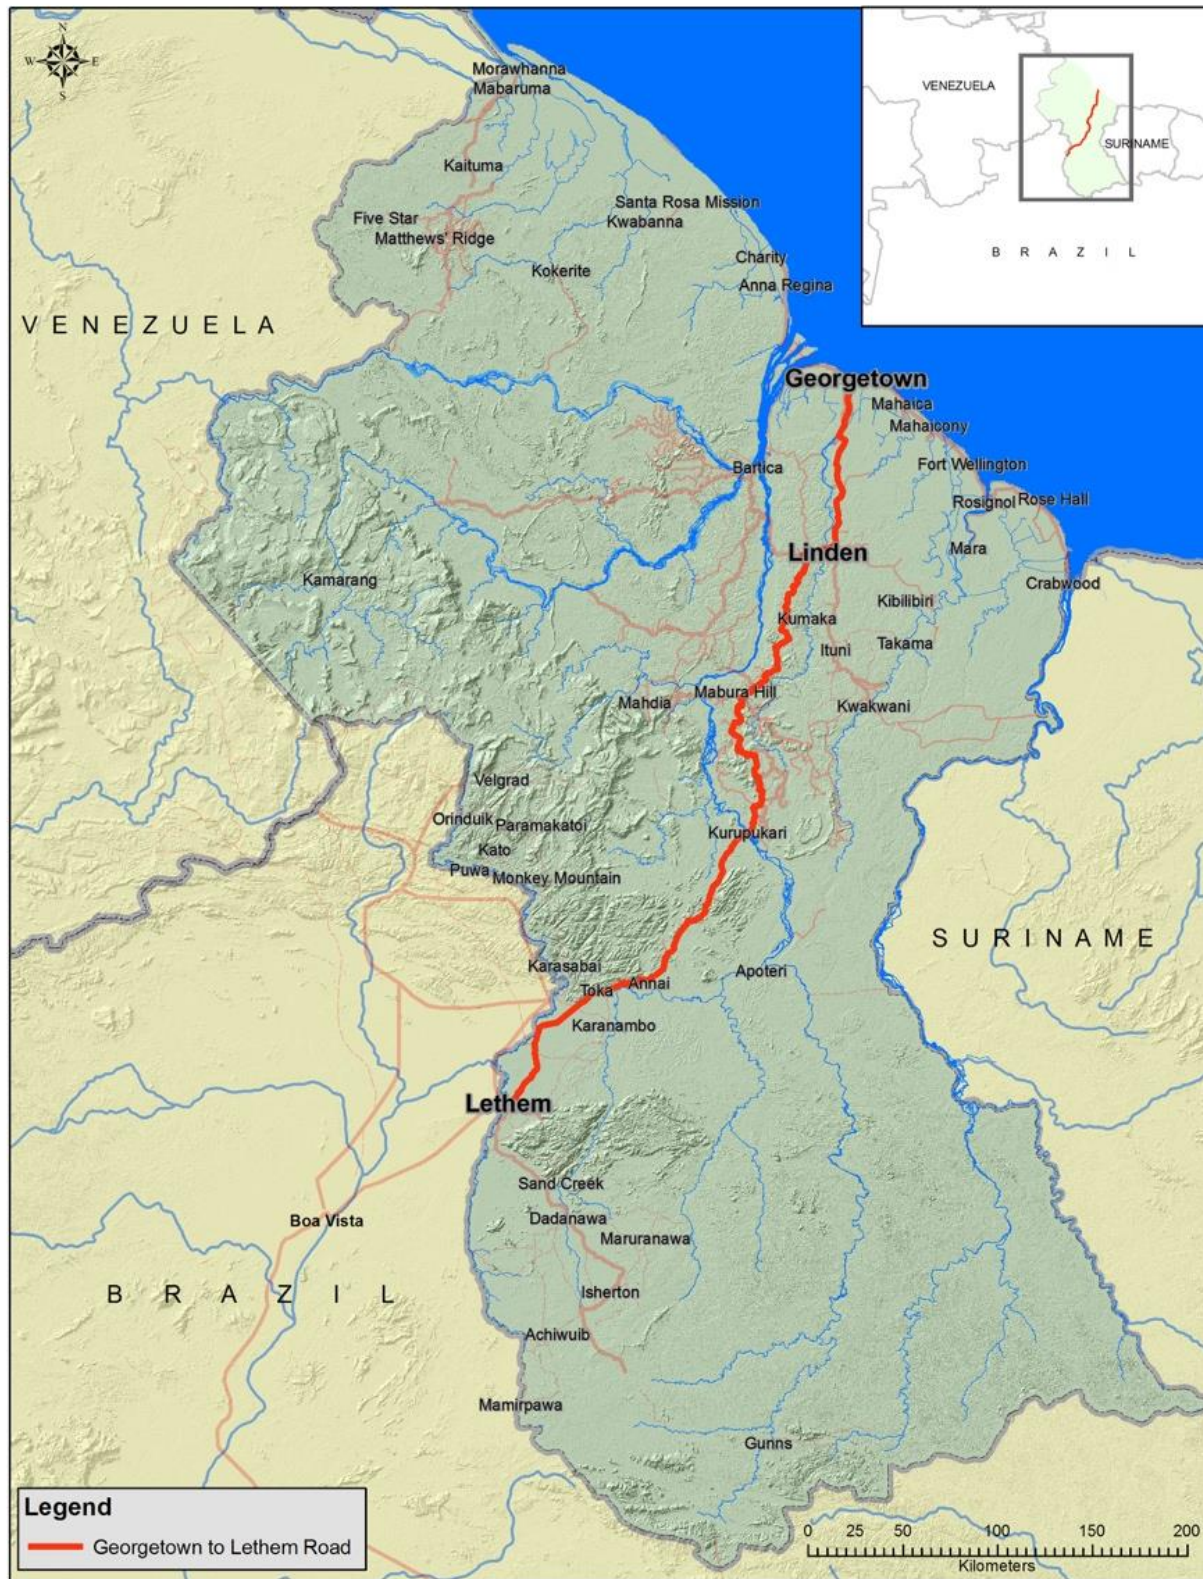 N
W E
S
Morawhanna
Mabaruma
VENEZUELA
SURINAME
BRAZIL
Kaituma
Santa Rosa Mission
Five Star
Kwabanna
Matthews' Ridge
Charity
Kokerite
Anna Regina
VENEZUELA
Georgetown
Mahaica
Mahaicony
Bartica
Fort Wellington
Rosignol
Rose Hall
Linden
Mara
Kamarang
Crabwood
Kibilibiri
Kumaka
Ituni
Takama
Mabura Hill
Mahdia
Kwakwani
Velgrad
Orinduik
Paramakatoi
Kurupukari
Kato
Puwa
Monkey Mountain
SURINAME
Karasabai
Apoteri
Toka
Annai
Karanambo
Lethem
Sand Creek
Boa Vista
Dadanawa
Maruranawa
BRAZIL
Isherton
Achiwuib
Mamirpawa
Gunns
Legend
Georgetown to Lethem Road
0 25 50 100 150 200
Kilometers